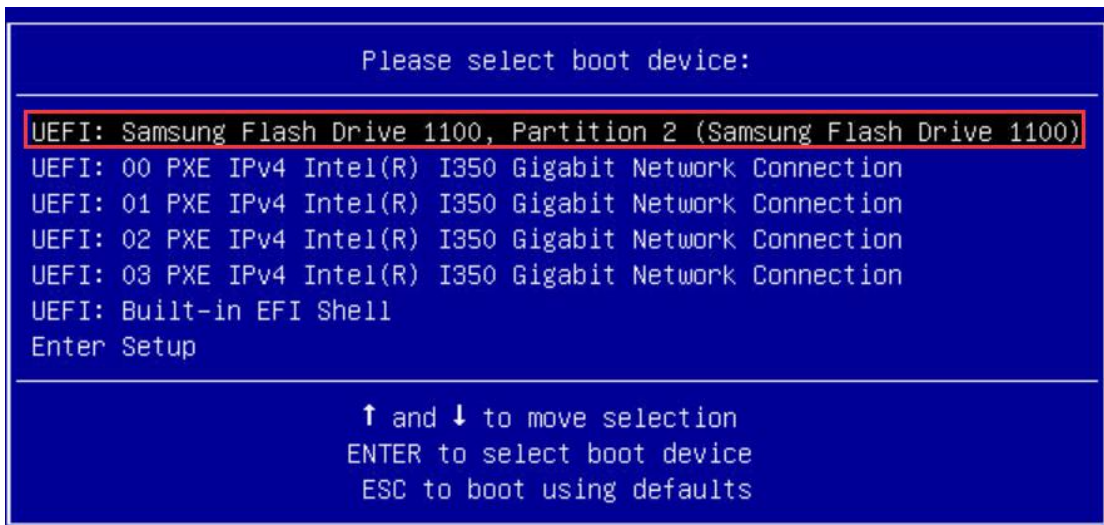 Please select boot device:
UEFI: Samsung Flash Drive 1100, Partition 2 (Samsung Flash Drive 1100)
UEFI: 00 PXE IPv4 Intel(R) I350 Gigabit Network Connection
UEFI: 01 PXE IPv4 Intel(R) I350 Gigabit Network Connection
UEFI: 02 PXE IPv4 Intel(R) I350 Gigabit Network Connection
UEFI: 03 PXE IPv4 Intel(R) I350 Gigabit Network Connection
UEFI: Built-in EFI Shell
Enter Setup
↑ and ↓ to move selection
ENTER to select boot device
ESC to boot using defaults